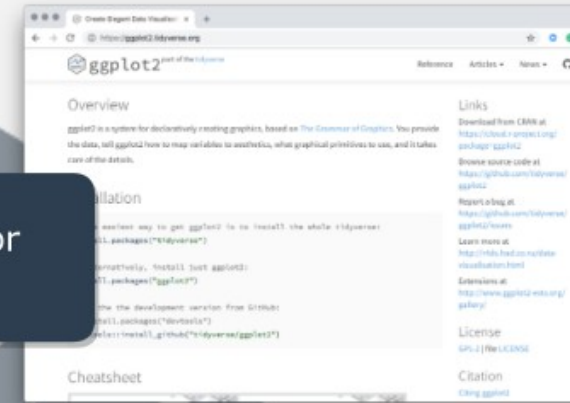 Create Elegant Data Visualisat
https://ggplot2.tidyverse.org
ggplot2 part of the tidyverse
Reference Articles News
Overview
ggplot2 is a system for declaratively creating graphics, based on The Grammar of Graphics. You provide
the data, tell ggplot2 how to map variables to aesthetics, what graphical primitives to use, and it takes
care of the details.
or
allation
easiest way to get ggplot2 is to install the whole tidyverse:
all.packages("tidyverse")
ternatively, install just ggplot2:
ll.packages("ggplot2")
the the development version from GitHub:
tall.packages("devtools")
ools::install_github("tidyverse/ggplot2")
Cheatsheet
Links
Download from CRAN at
https://cloud.r-project.org/
package=ggplot2
Browse source code at
https://github.com/tidyverse/
ggplot2
Report a bug at
https://github.com/tidyverse/
ggplot2/issues
Learn more at
http://r4ds.had.co.nz/data-
visualisation.html
Extensions at
http://www.ggplot2-exts.org/
gallery/
License
GPL-2 | file LICENSE
Citation
Citing ggplot2